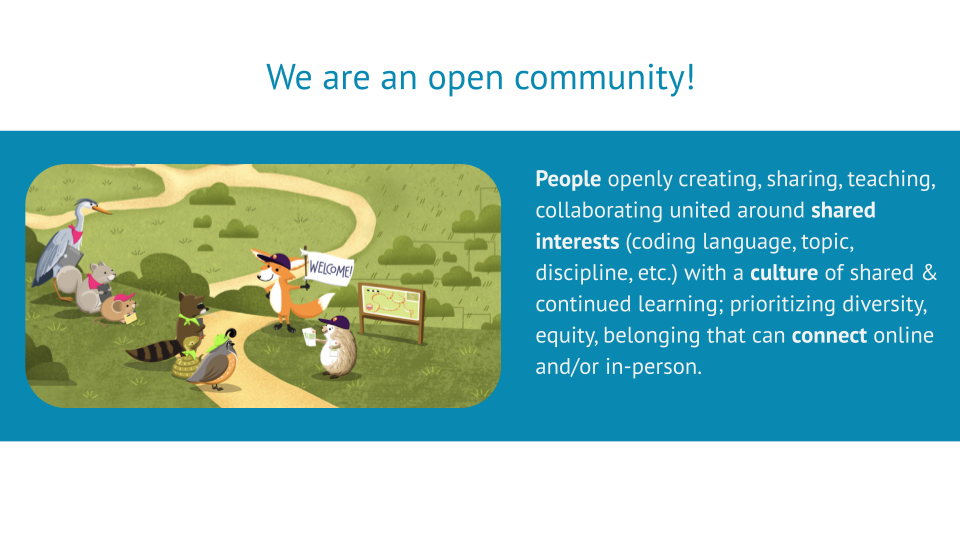 We are an open community!
WELCOME!
People openly creating, sharing, teaching,
collaborating united around shared
interests (coding language, topic,
discipline, etc.) with a culture of shared &
continued learning; prioritizing diversity,
equity, belonging that can connect online
and/or in-person.